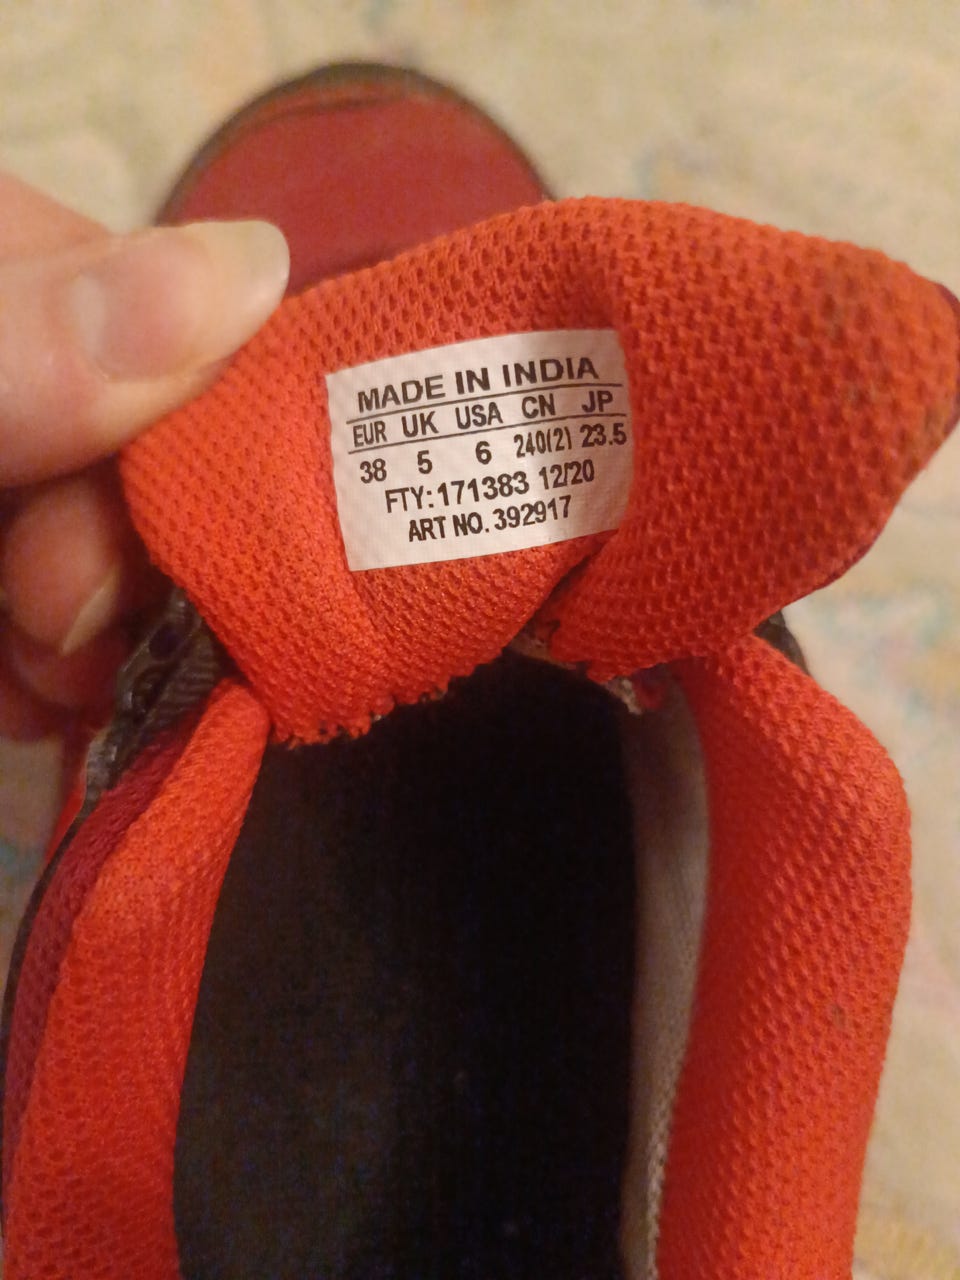 MADE IN INDIA
EUR UK USA CN JP
38 5 6 240(2) 23.5
FTY: 171383 12/20
ART NO. 392917